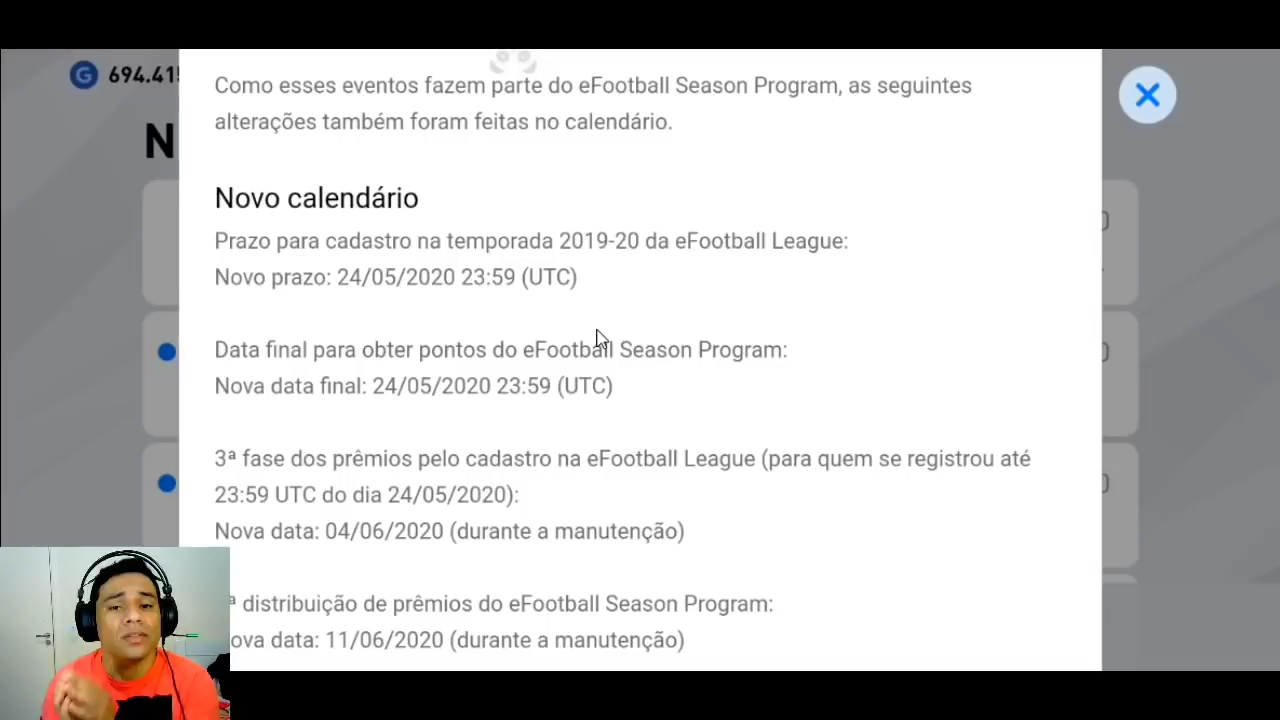 G 694.41
Como esses eventos fazem parte do eFootball Season Program, as seguintes
alterações também foram feitas no calendário.
N
Novo calendário
Prazo para cadastro na temporada 2019-20 da eFootball League:
Novo prazo: 24/05/2020 23:59 (UTC)
Data final para obter pontos do eFootball Season Program:
Nova data final: 24/05/2020 23:59 (UTC)
3ª fase dos prêmios pelo cadastro na eFootball League (para quem se registrou até
23:59 UTC do dia 24/05/2020):
Nova data: 04/06/2020 (durante a manutenção)
ª distribuição de prêmios do eFootball Season Program:
ova data: 11/06/2020 (durante a manutenção)